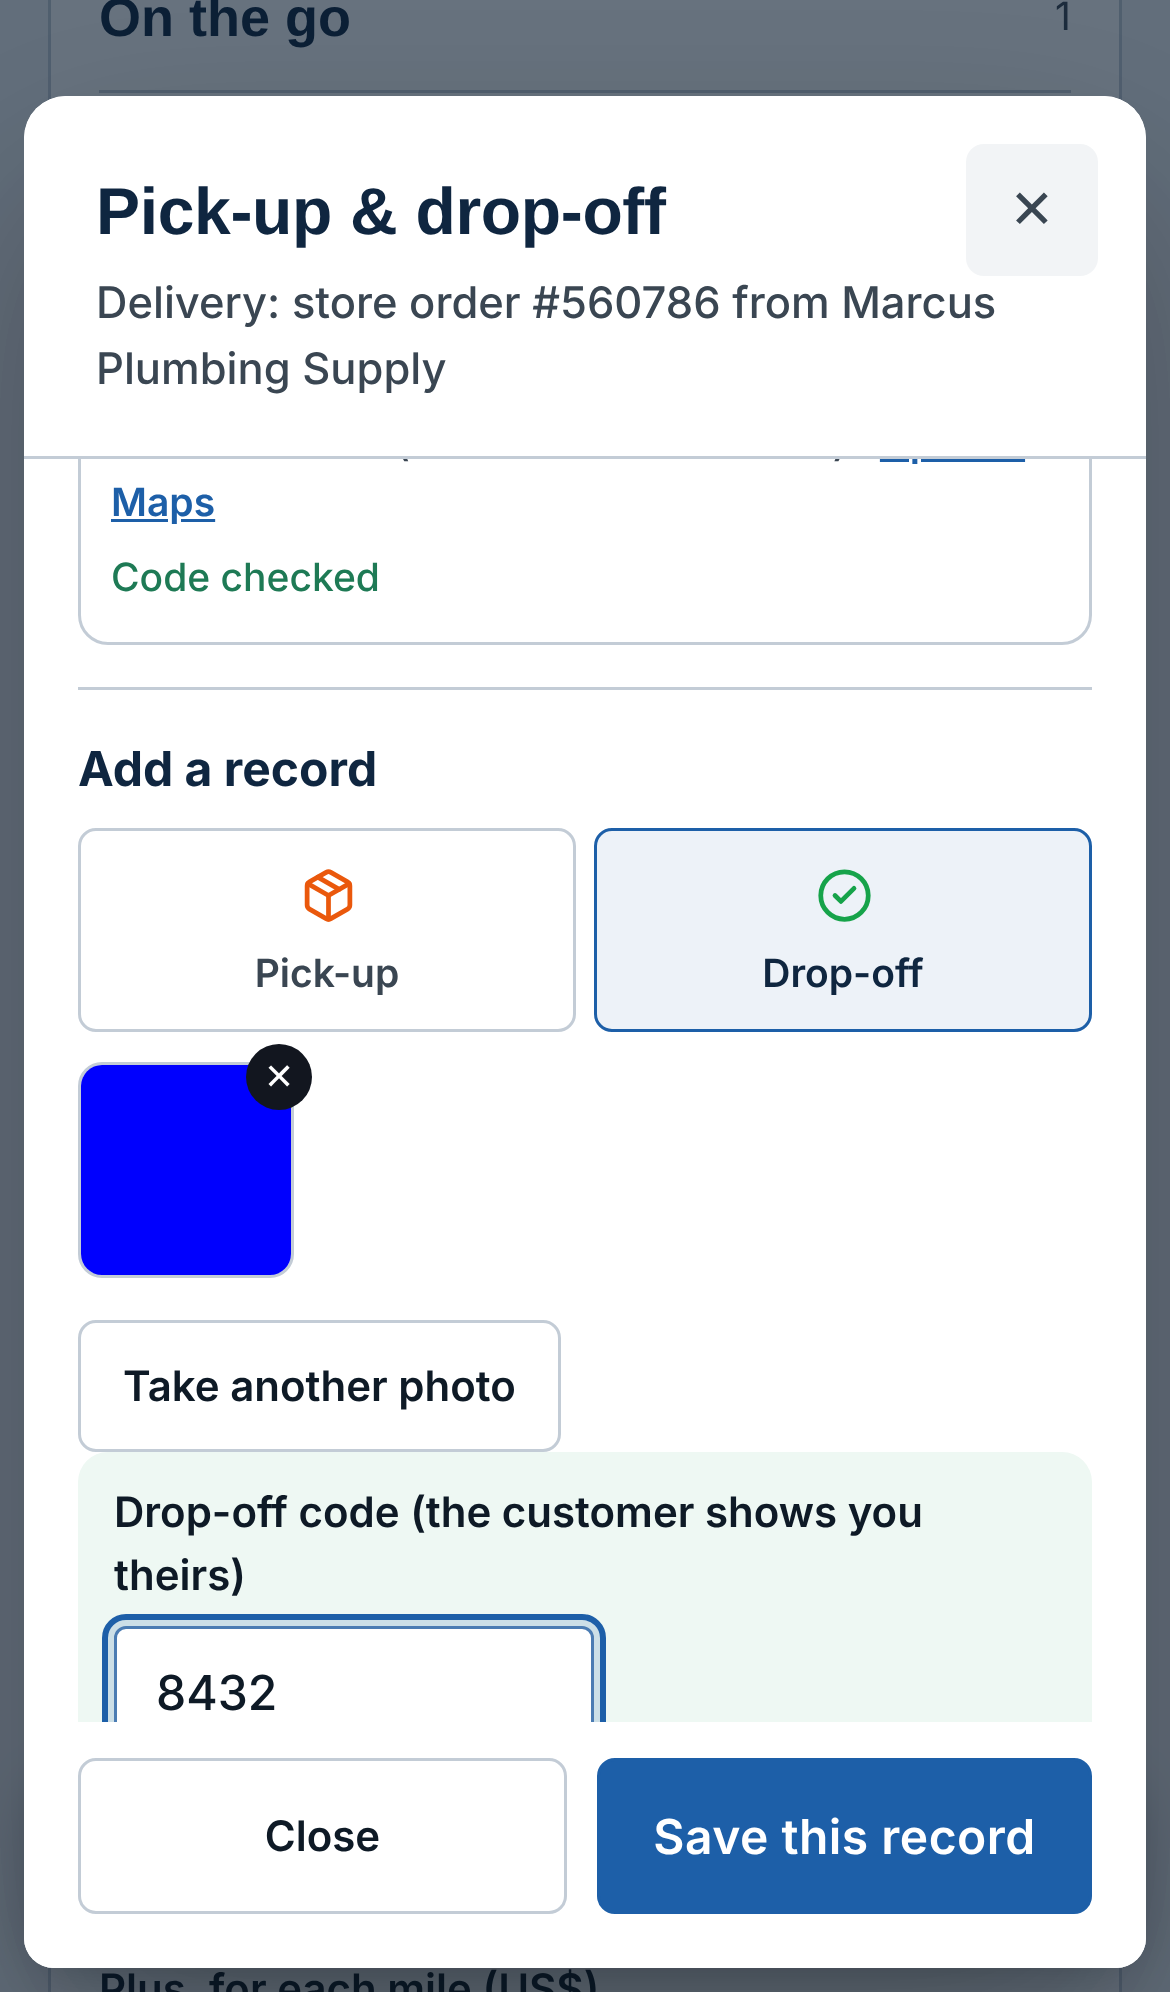 On the go
1
Pick-up & drop-off
Delivery: store order #560786 from Marcus
Plumbing Supply
Maps
Code checked
Add a record
Pick-up
Drop-off
Take another photo
Drop-off code (the customer shows you
theirs)
8432
Close
Save this record
Plus, for each mile (US$)